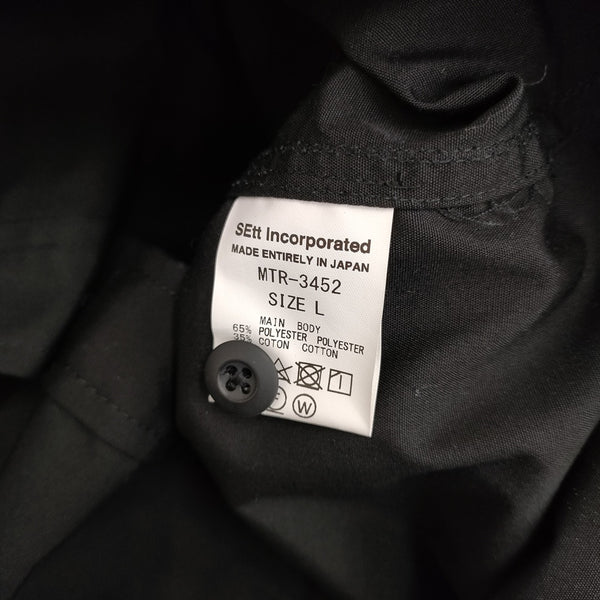 SEtt Incorporated
MADE ENTIRELY IN JAPAN
MTR-3452
SIZE L
MAIN BODY
65% POLYESTER POLYESTER
35% COTON COTTON
W